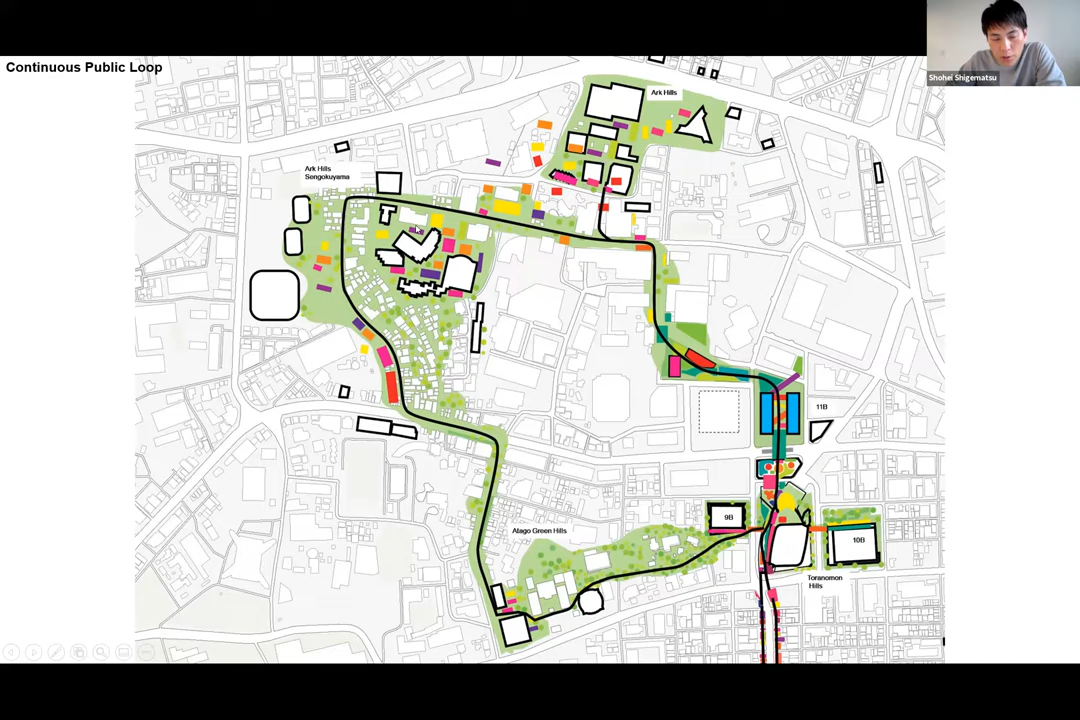 Shohei Shigematsu
Continuous Public Loop
Ark Hills
Ark Hills
Sengokuyama
11B
9B
Atago Green Hills
10B
Toranomon
Hills